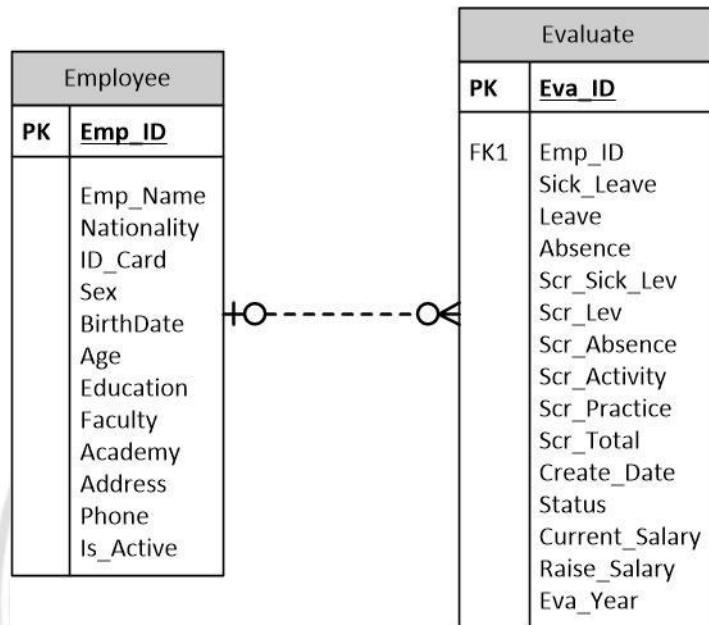 Employee
PK Emp_ID
Emp_Name
Nationality
ID_Card
Sex
BirthDate
Age
Education
Faculty
Academy
Address
Phone
Is_Active
Evaluate
PK Eva_ID
FK1 Emp_ID
Sick_Leave
Leave
Absence
Scr_Sick_Lev
Scr_Lev
Scr_Absence
Scr_Activity
Scr_Practice
Scr_Total
Create_Date
Status
Current_Salary
Raise_Salary
Eva_Year